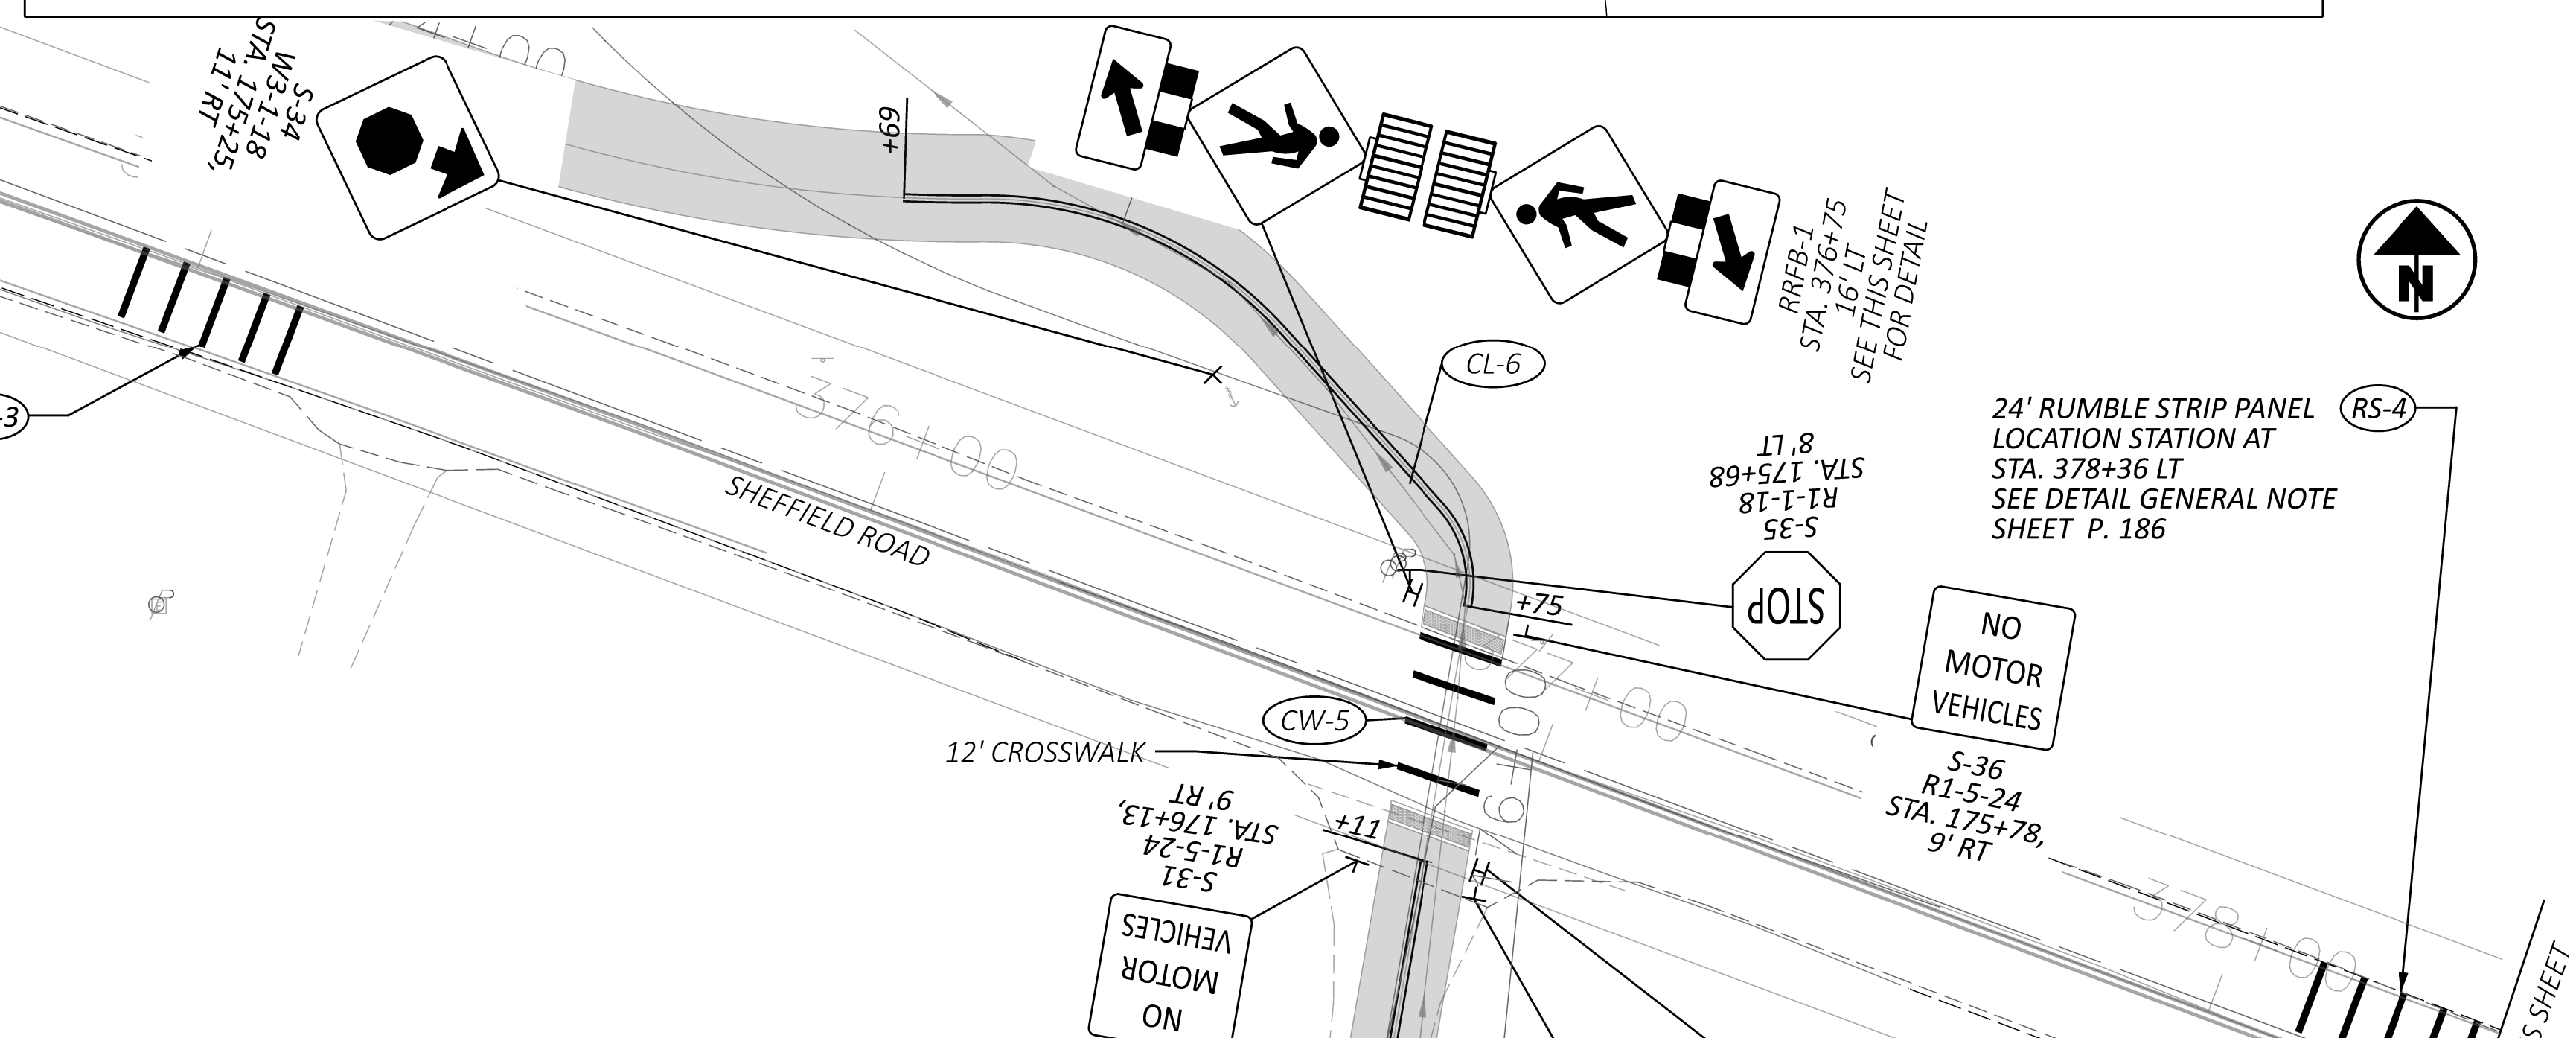 4+00
S-34
W3-1-18
STA. 175+25,
11' RT
+69
RRFB-1
STA. 376+75
16' LT
SEE THIS SHEET
FOR DETAIL
N
CL-6
24' RUMBLE STRIP PANEL
LOCATION STATION AT
STA. 378+36 LT
SEE DETAIL GENERAL NOTE
SHEET P. 186
RS-4
-3
376+00
SHEFFIELD ROAD
S-35
R1-1-18
STA. 175+68
8' LT
STOP
+75
NO
MOTOR
VEHICLES
S-36
R1-5-24
STA. 175+78,
9' RT
377+00
CW-5
12' CROSSWALK
+11
S-31
R1-5-24
STA. 176+13,
9' RT
NO
MOTOR
VEHICLES
378+00
S SHEET